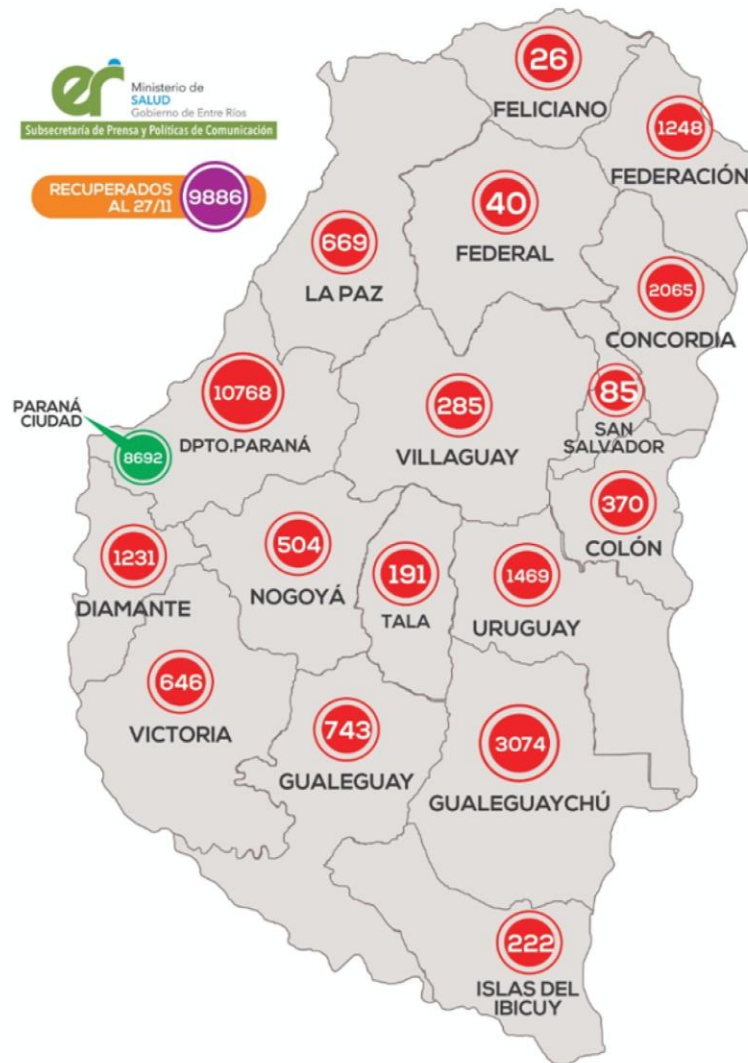 er
Ministerio de
SALUD
Gobierno de Entre Ríos
Subsecretaría de Prensa y Políticas de Comunicación
RECUPERADOS
AL 27/11
9886
26
FELICIANO
1248
FEDERACIÓN
40
FEDERAL
669
LA PAZ
2065
CONCORDIA
10768
DPTO.PARANÁ
PARANÁ
CIUDAD
8692
285
VILLAGUAY
85
SAN
SALVADOR
370
COLÓN
1231
DIAMANTE
504
NOGOYÁ
191
TALA
1469
URUGUAY
646
VICTORIA
743
GUALEGUAY
3074
GUALEGUAYCHÚ
222
ISLAS DEL
IBICUY